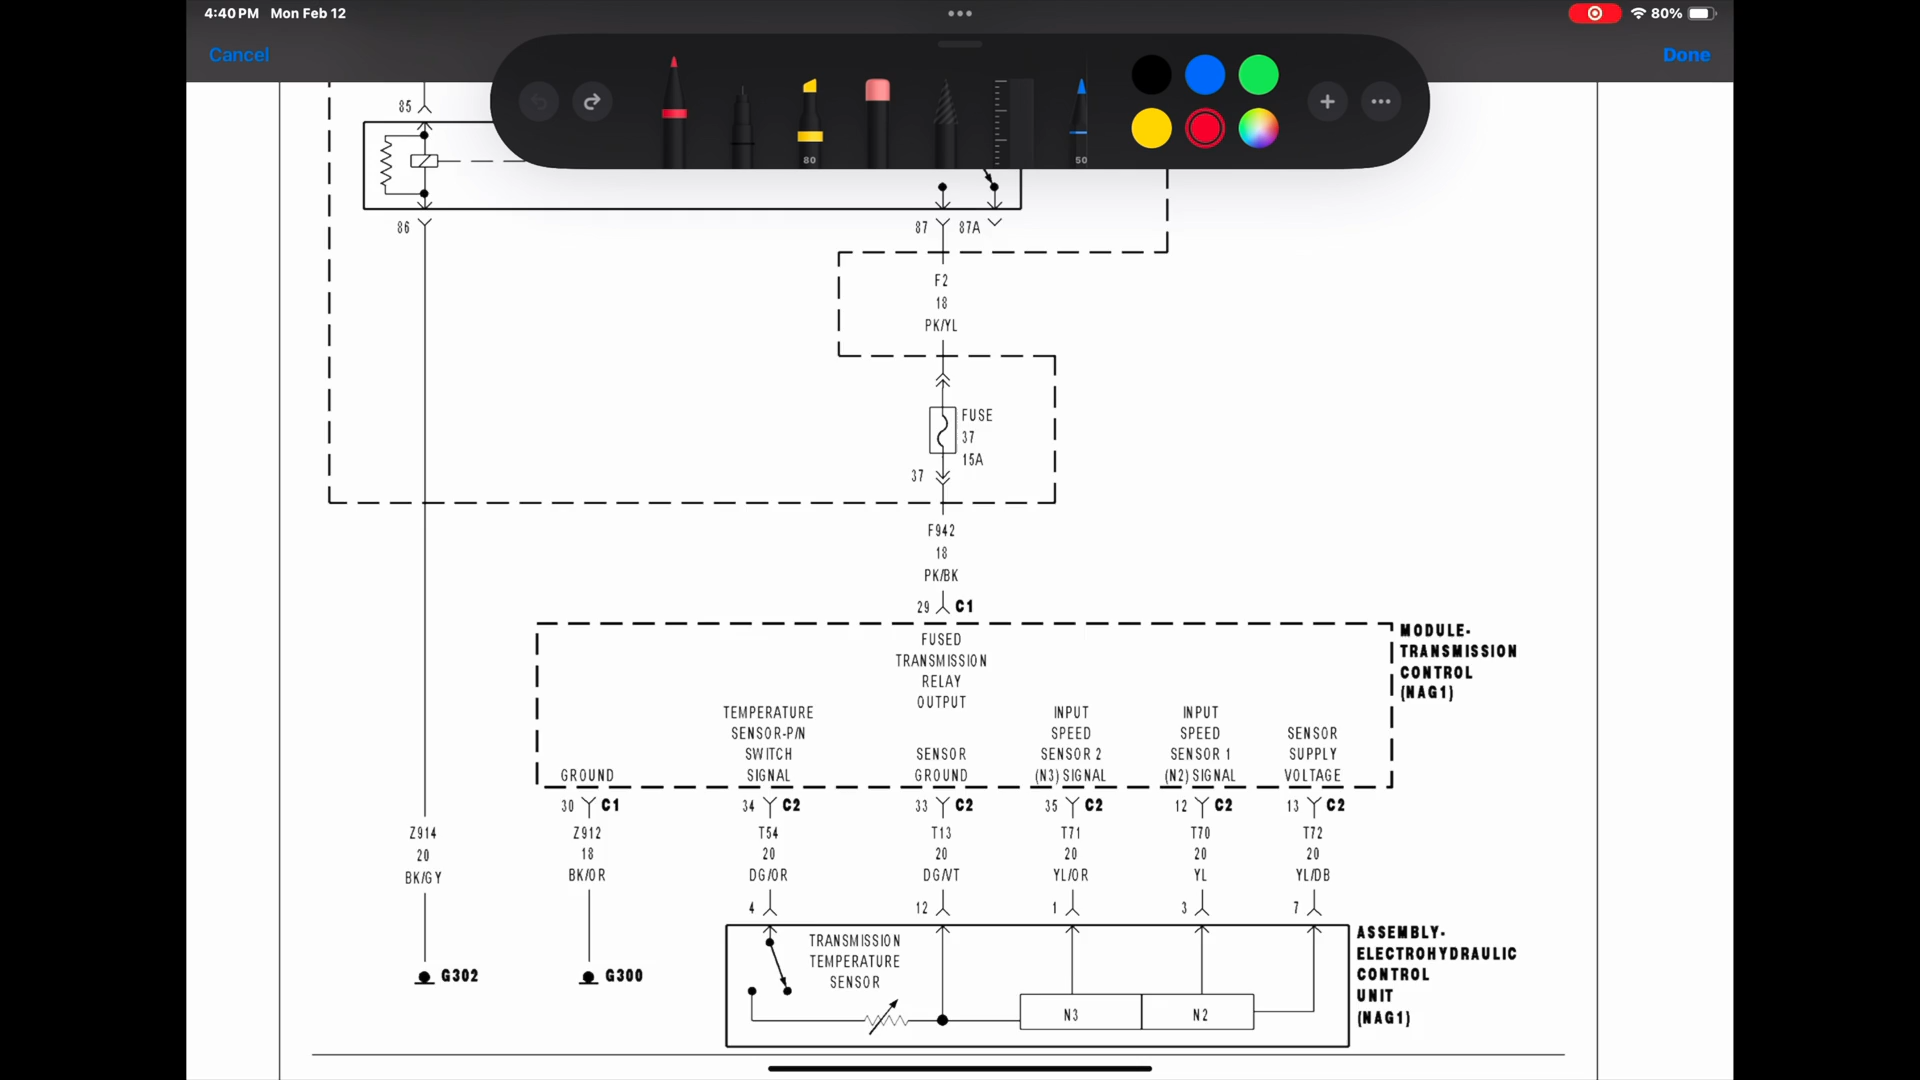 4:40 PM Mon Feb 12
80%
Cancel
Done
80
50
85
86
87
87A
F2
18
PK/YL
FUSE
37
15A
37
F942
18
PK/BK
29 C1
MODULE-
TRANSMISSION
CONTROL
(NAG1)
FUSED
TRANSMISSION
RELAY
OUTPUT
GROUND
TEMPERATURE
SENSOR-P/N
SWITCH
SIGNAL
SENSOR
GROUND
INPUT
SPEED
SENSOR 2
(N3) SIGNAL
INPUT
SPEED
SENSOR 1
(N2) SIGNAL
SENSOR
SUPPLY
VOLTAGE
30 C1
34 C2
33 C2
35 C2
12 C2
13 C2
Z914
20
BK/GY
Z912
18
BK/OR
T54
20
DG/OR
T13
20
DG/VT
T71
20
YL/OR
T70
20
YL
T72
20
YL/DB
4
12
1
3
7
G302
G300
TRANSMISSION
TEMPERATURE
SENSOR
N3
N2
ASSEMBLY-
ELECTROHYDRAULIC
CONTROL
UNIT
(NAG1)